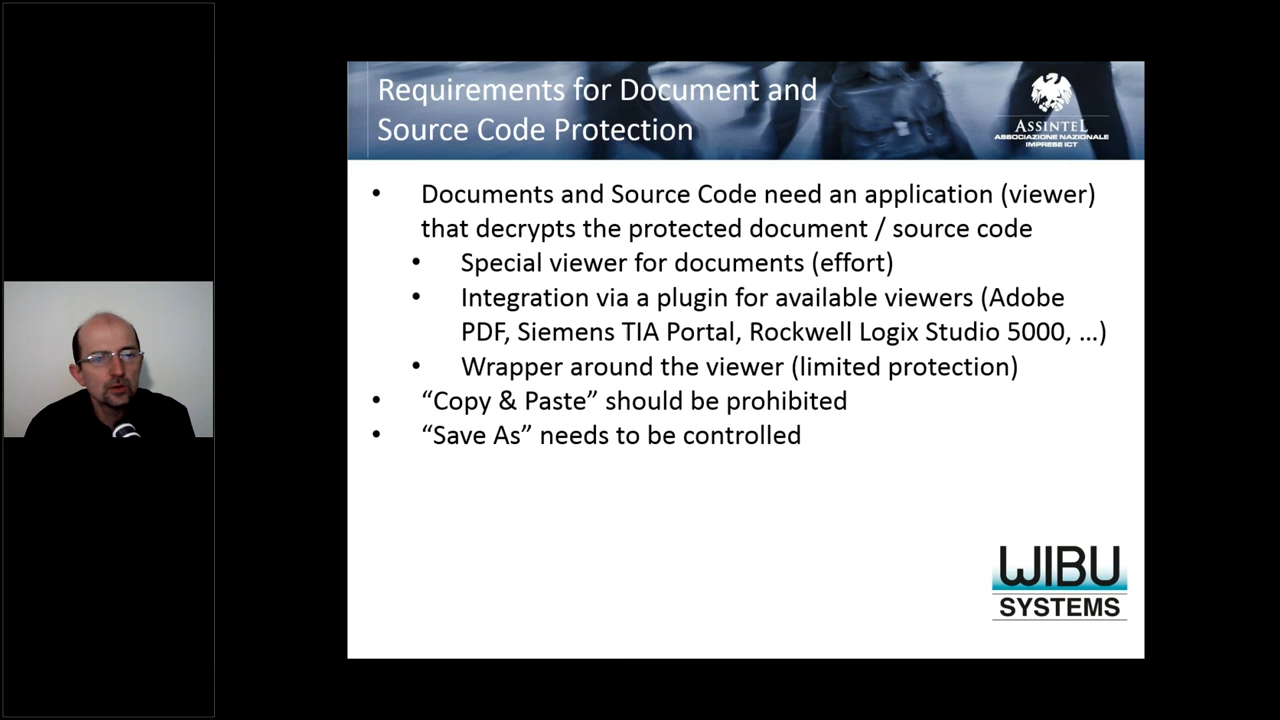 Requirements for Document and
Source Code Protection
ASSINTEL
ASSOCIAZIONE NAZIONALE
IMPRESE ICT
• Documents and Source Code need an application (viewer)
that decrypts the protected document / source code
• Special viewer for documents (effort)
• Integration via a plugin for available viewers (Adobe
PDF, Siemens TIA Portal, Rockwell Logix Studio 5000, ...)
• Wrapper around the viewer (limited protection)
• “Copy & Paste” should be prohibited
• “Save As” needs to be controlled
WIBU
SYSTEMS